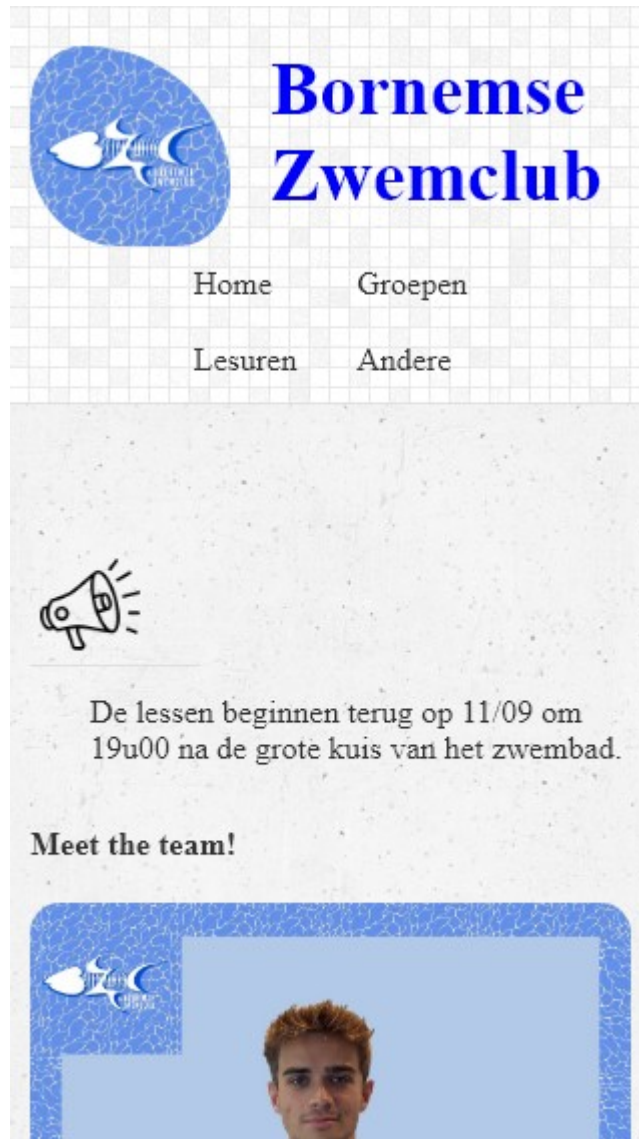 Bornemse
Zwemclub
Home Groepen
Lesuren Andere
De lessen beginnen terug op 11/09 om
19u00 na de grote kuis van het zwembad.
Meet the team!